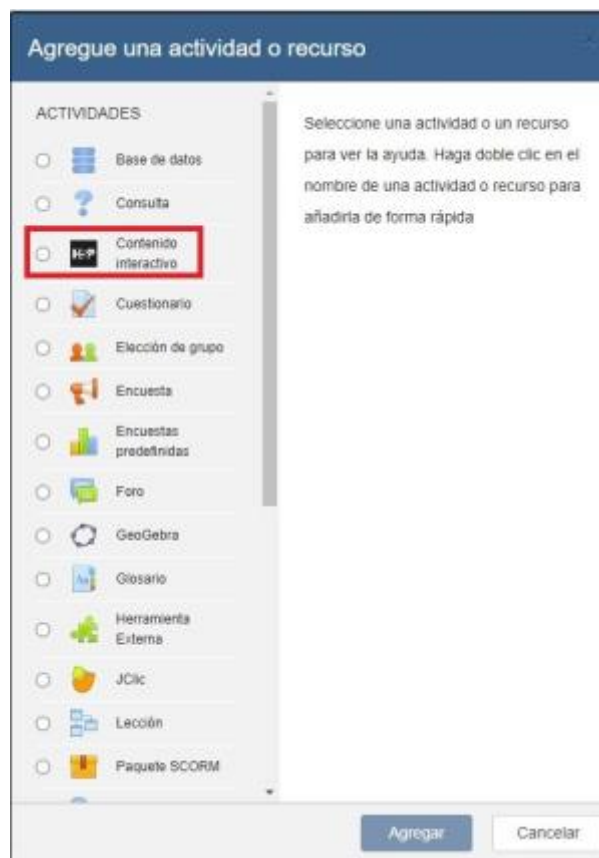 Agregue una actividad o recurso
ACTIVIDADES
Base de datos
Consulta
H-P
Contenido
interactivo
Cuestionario
Elección de grupo
Encuesta
Encuestas
predefinidas
Foro
GeoGebra
Glosario
Herramienta
Externa
JClic
Lección
Paquete SCORM
Seleccione una actividad o un recurso
para ver la ayuda. Haga doble clic en el
nombre de una actividad o recurso para
añadirla de forma rápida
Agregar
Cancelar